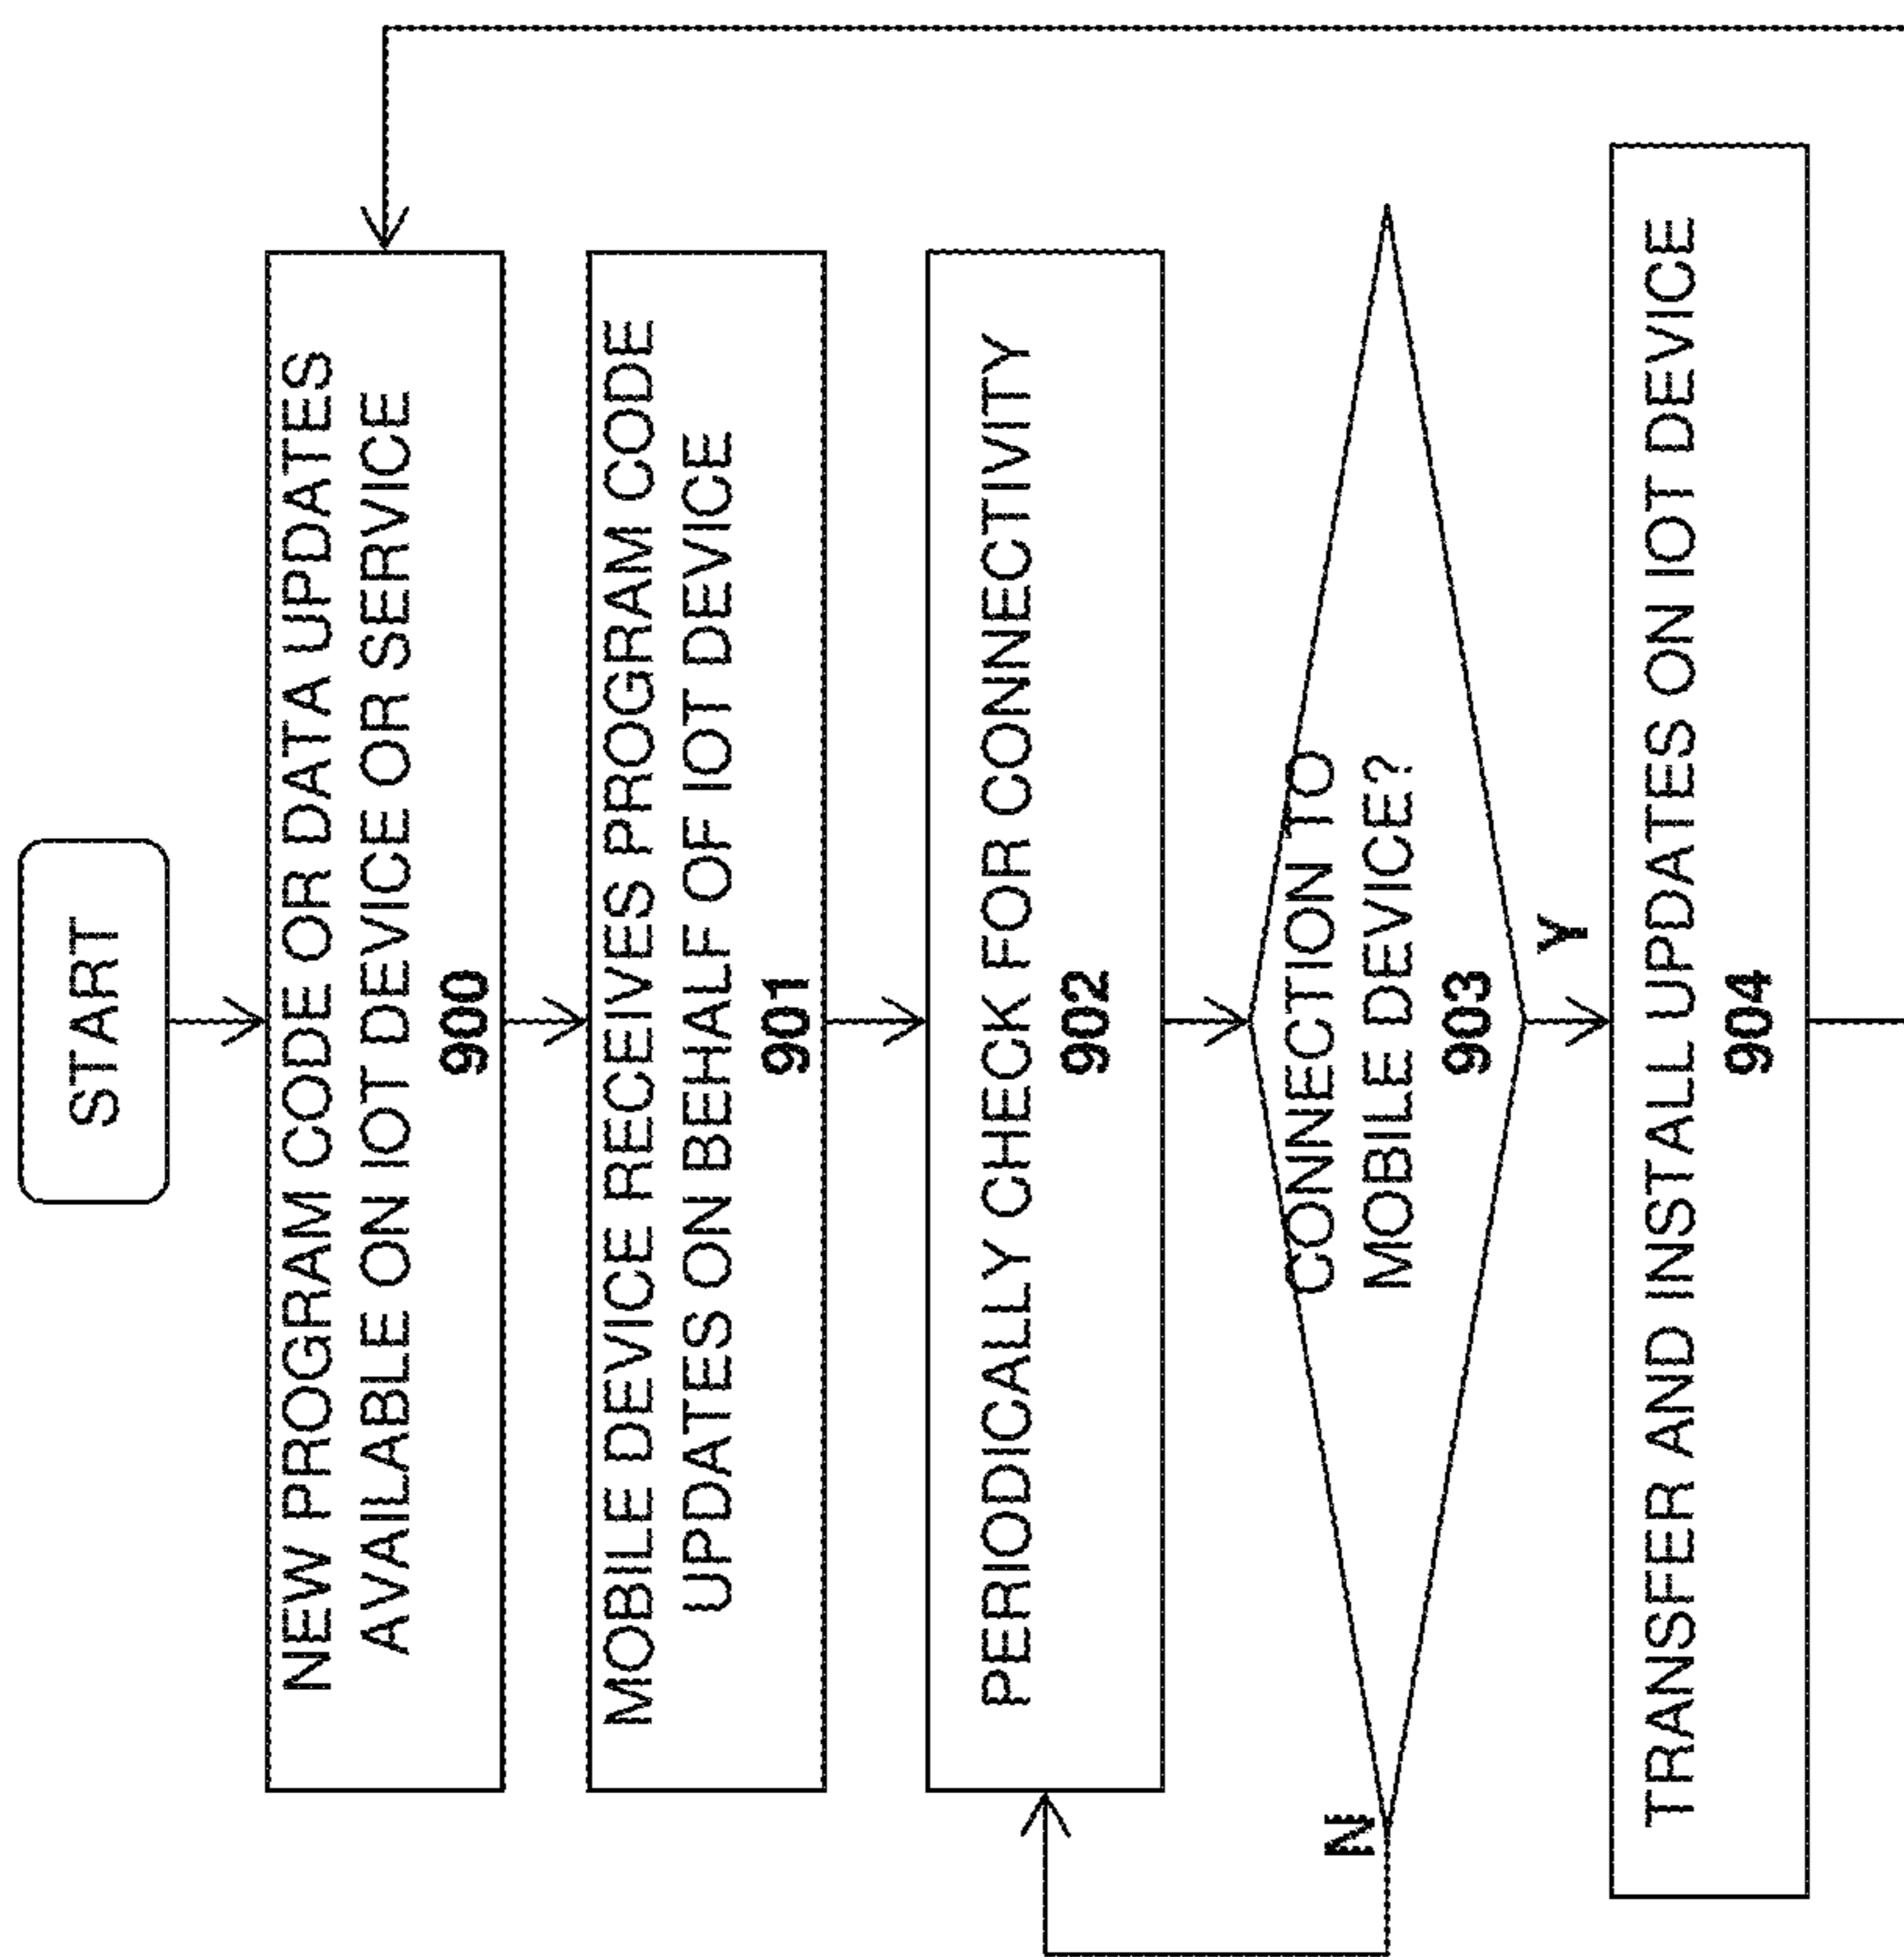 START
NEW PROGRAM CODE OR DATA UPDATES
AVAILABLE ON IOT DEVICE OR SERVICE
900
MOBILE DEVICE RECEIVES PROGRAM CODE
UPDATES ON BEHALF OF IOT DEVICE
901
PERIODICALLY CHECK FOR CONNECTIVITY
902
CONNECTION TO
MOBILE DEVICE?
903
N
Y
TRANSFER AND INSTALL UPDATES ON IOT DEVICE
904